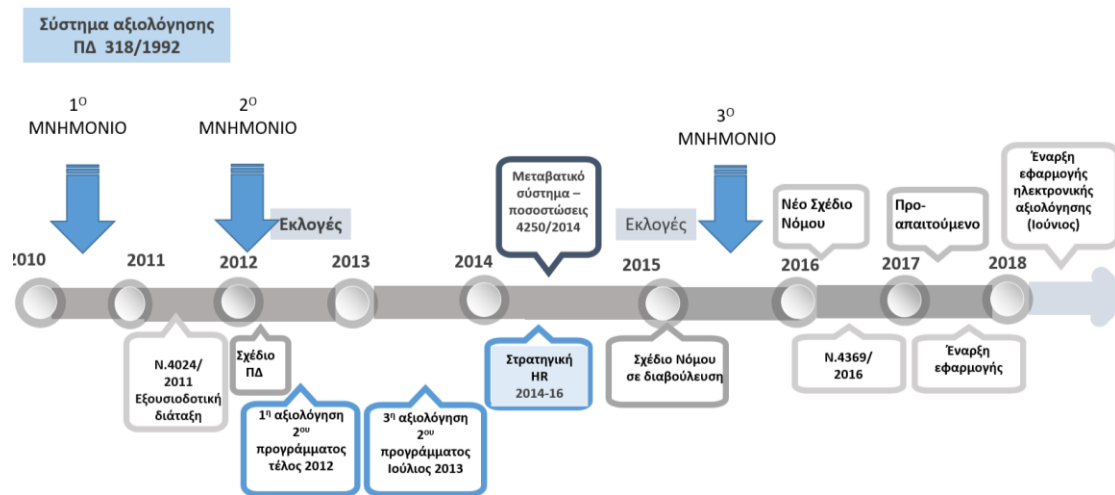 Σύστημα αξιολόγησης
ΠΔ 318/1992
1Ο
ΜΝΗΜΟΝΙΟ
2Ο
ΜΝΗΜΟΝΙΟ
3Ο
ΜΝΗΜΟΝΙΟ
Μεταβατικό
σύστημα –
ποσοστώσεις
4250/2014
Έναρξη
εφαρμογής
ηλεκτρονικής
αξιολόγησης
(Ιούνιος)
Εκλογές
Εκλογές
Νέο Σχέδιο
Νόμου
Προ-
απαιτούμενο
2010
2011
2012
2013
2014
2015
2016
2017
2018
Ν.4024/
2011
Εξουσιοδοτική
διάταξη
Σχέδιο
ΠΔ
1η αξιολόγηση
2ου
προγράμματος
τέλος 2012
3η αξιολόγηση
2ου
προγράμματος
Ιούλιος 2013
Στρατηγική
HR
2014-16
Σχέδιο Νόμου
σε διαβούλευση
Ν.4369/
2016
Έναρξη
εφαρμογής